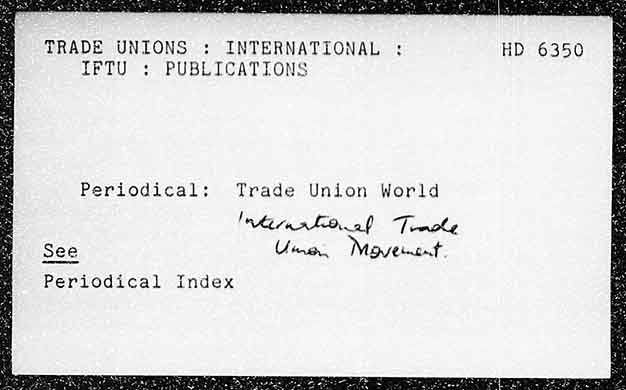 TRADE UNIONS : INTERNATIONAL : HD 6350
IFTU : PUBLICATIONS
Periodical: Trade Union World
International Trade
Union Movement.
See
Periodical Index